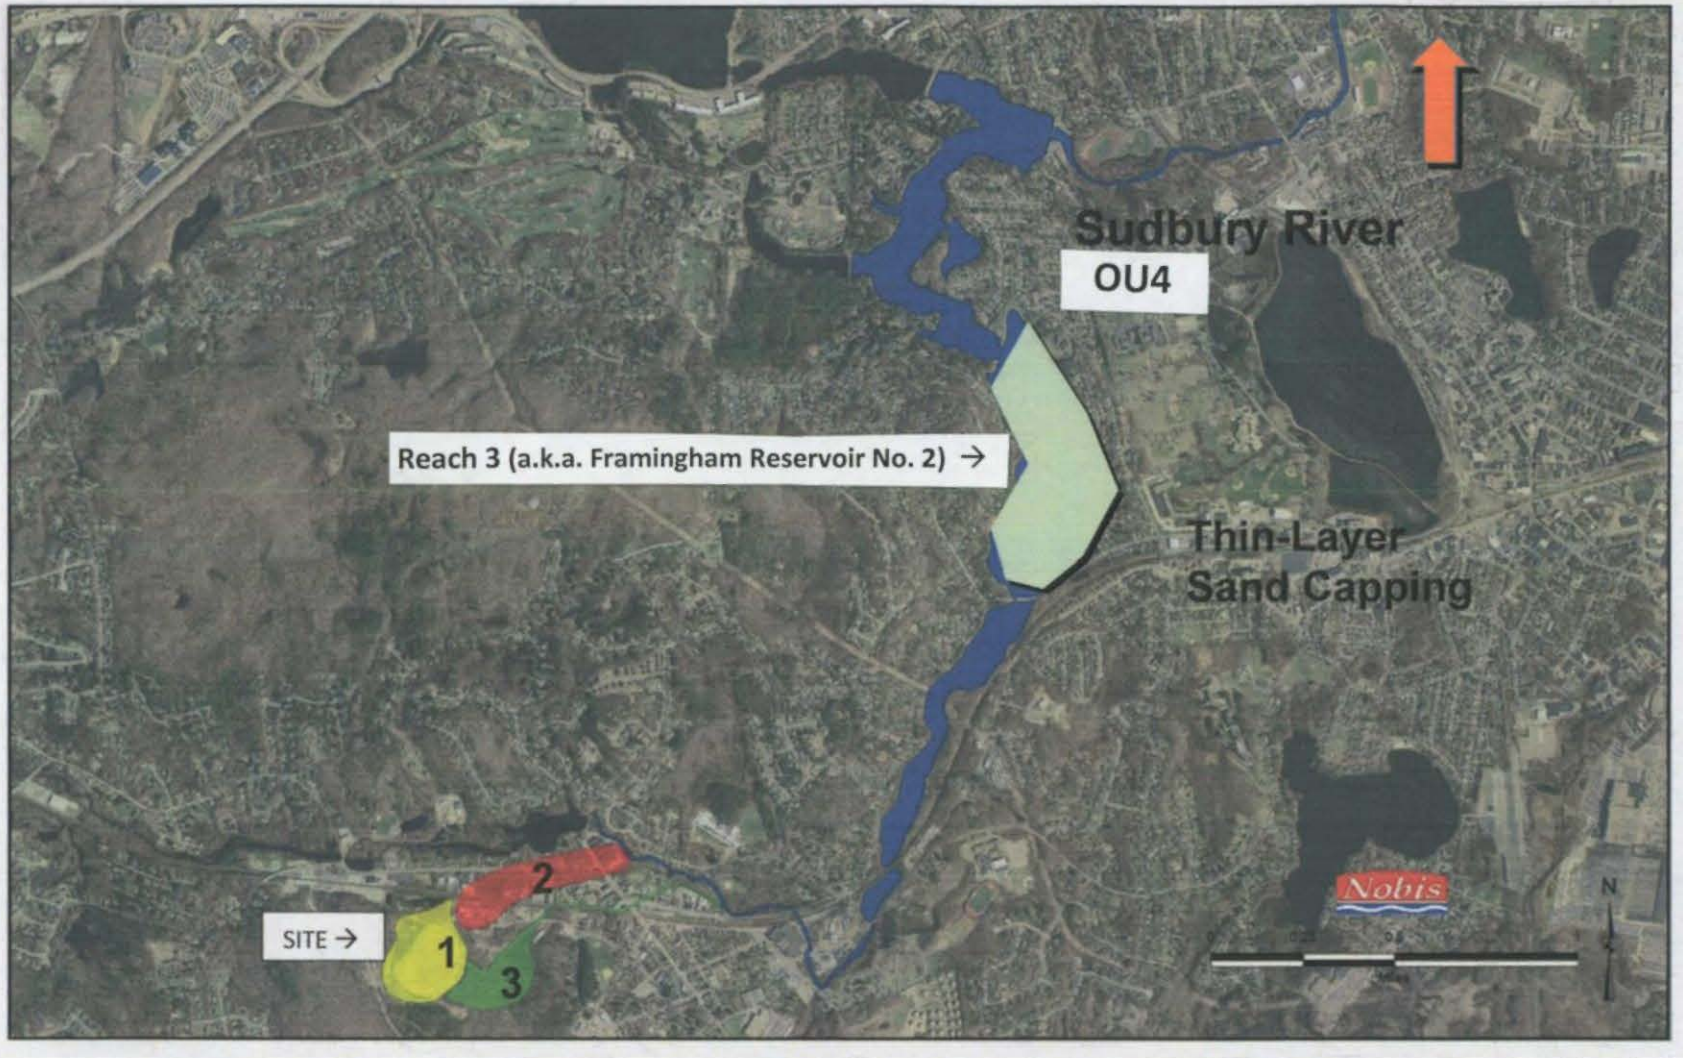 Sudbury River
OU4
Reach 3 (a.k.a. Framingham Reservoir No. 2) →
Thin-Layer
Sand Capping
2
SITE →
1
3
Nobis
N